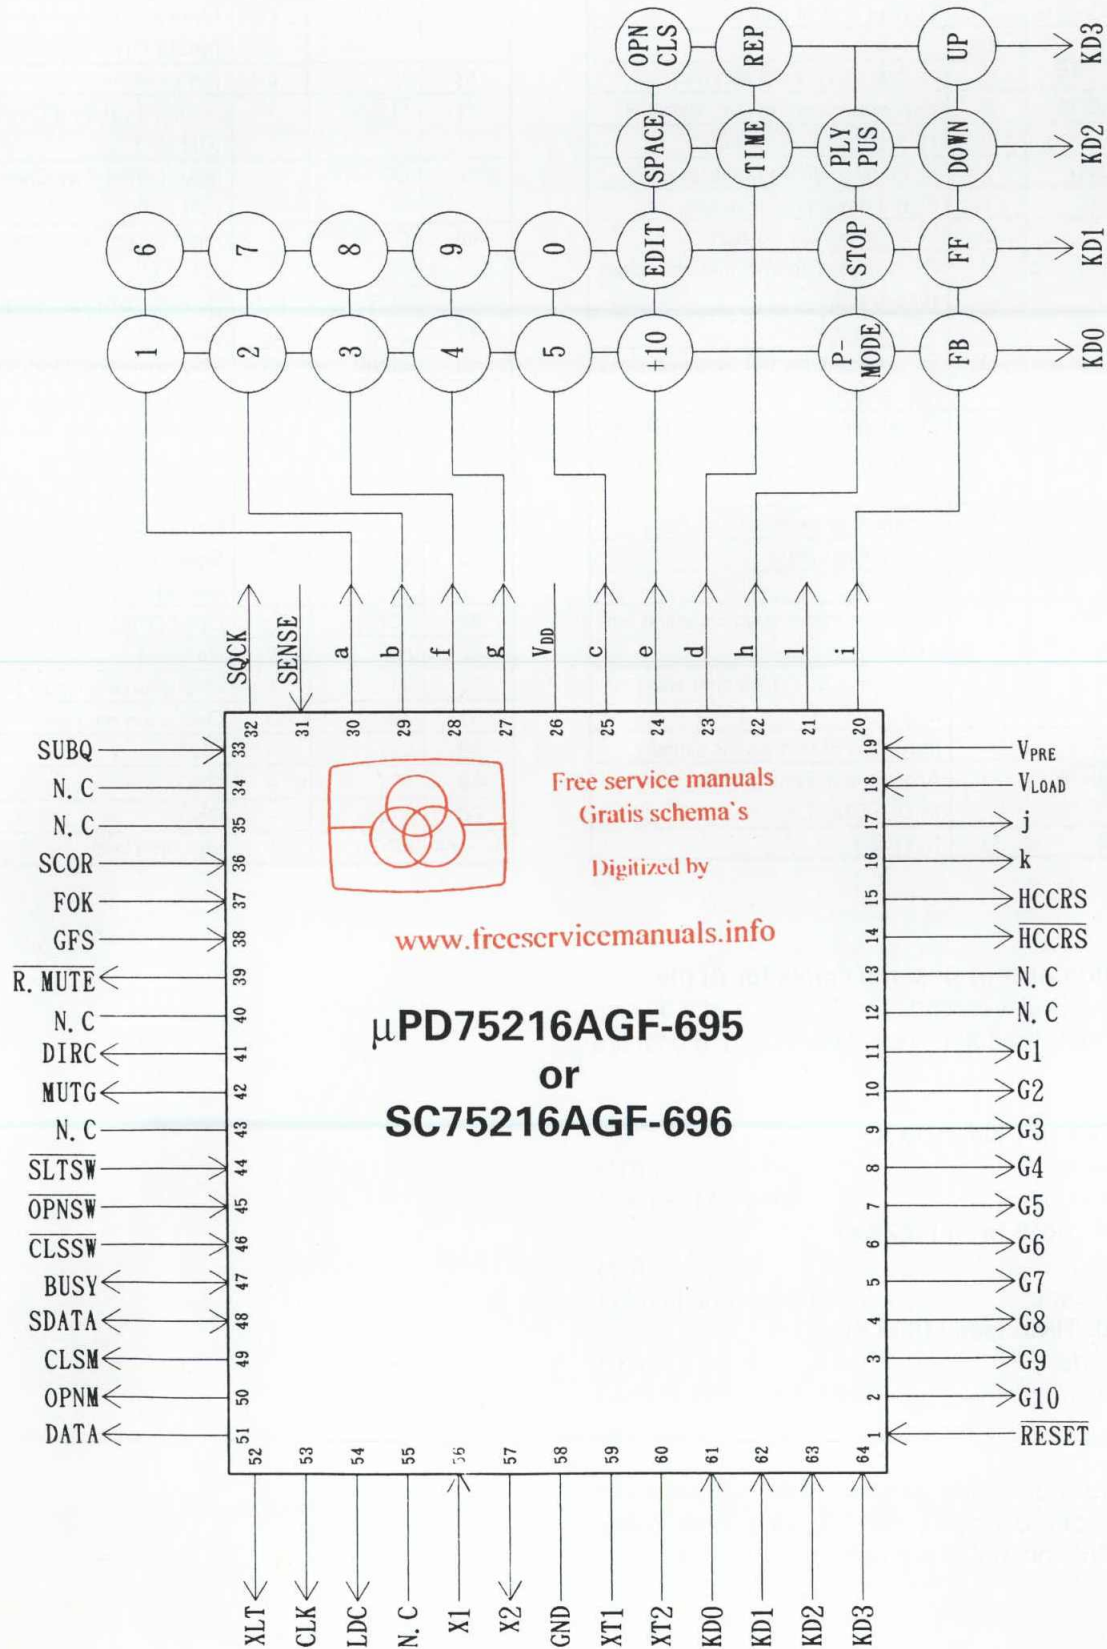 OPN
CLS
REP
UP
KD3
SPACE
TIME
PLY
PUS
DOWN
KD2
6
7
8
9
0
EDIT
STOP
FF
KD1
1
2
3
4
5
+10
P-
MODE
FB
KD0
SQCK
SENSE
a
b
f
g
VDD
c
e
d
h
l
i
32
31
30
29
28
27
26
25
24
23
22
21
20
SUBQ 33
N.C 34
N.C 35
SCOR 36
FOK 37
GFS 38
R.MUTE 39
N.C 40
DIRC 41
MUTG 42
N.C 43
SLTSW 44
OPNSW 45
CLSSW 46
BUSY 47
SDATA 48
CLSM 49
OPNM 50
DATA 51
Free service manuals
Gratis schema`s
Digitized by
www.freeservicemanuals.info
µPD75216AGF-695
or
SC75216AGF-696
19 VPRE
18 VLOAD
17 j
16 k
15 HCCRS
14 HCCRS
13 N.C
12 N.C
11 G1
10 G2
9 G3
8 G4
7 G5
6 G6
5 G7
4 G8
3 G9
2 G10
1 RESET
52
53
54
55
56
57
58
59
60
61
62
63
64
XLT
CLK
LDC
N.C
X1
X2
GND
XT1
XT2
KD0
KD1
KD2
KD3